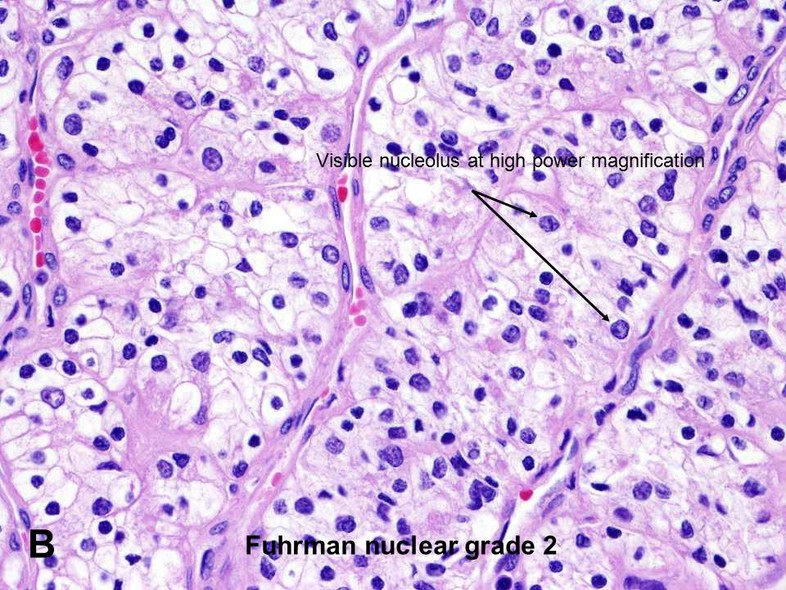 Visible nucleolus at high power magnification
B
Fuhrman nuclear grade 2